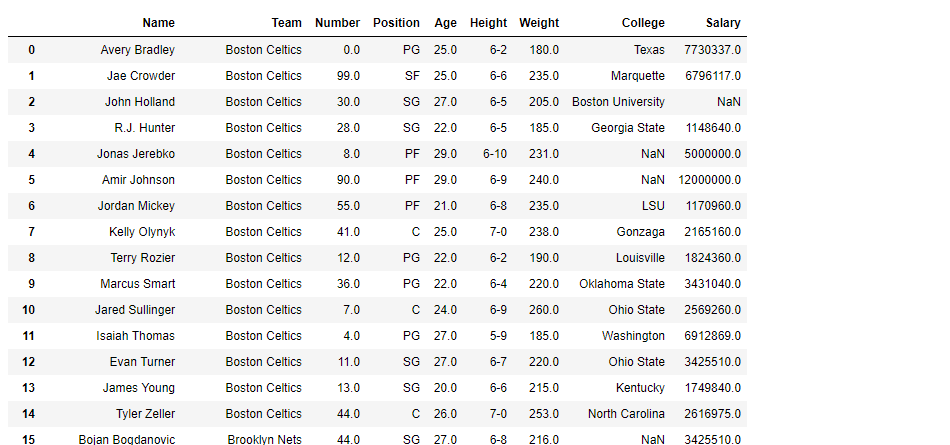 Name Team Number Position Age Height Weight College Salary
0 Avery Bradley Boston Celtics 0.0 PG 25.0 6-2 180.0 Texas 7730337.0
1 Jae Crowder Boston Celtics 99.0 SF 25.0 6-6 235.0 Marquette 6796117.0
2 John Holland Boston Celtics 30.0 SG 27.0 6-5 205.0 Boston University NaN
3 R.J. Hunter Boston Celtics 28.0 SG 22.0 6-5 185.0 Georgia State 1148640.0
4 Jonas Jerebko Boston Celtics 8.0 PF 29.0 6-10 231.0 NaN 5000000.0
5 Amir Johnson Boston Celtics 90.0 PF 29.0 6-9 240.0 NaN 12000000.0
6 Jordan Mickey Boston Celtics 55.0 PF 21.0 6-8 235.0 LSU 1170960.0
7 Kelly Olynyk Boston Celtics 41.0 C 25.0 7-0 238.0 Gonzaga 2165160.0
8 Terry Rozier Boston Celtics 12.0 PG 22.0 6-2 190.0 Louisville 1824360.0
9 Marcus Smart Boston Celtics 36.0 PG 22.0 6-4 220.0 Oklahoma State 3431040.0
10 Jared Sullinger Boston Celtics 7.0 C 24.0 6-9 260.0 Ohio State 2569260.0
11 Isaiah Thomas Boston Celtics 4.0 PG 27.0 5-9 185.0 Washington 6912869.0
12 Evan Turner Boston Celtics 11.0 SG 27.0 6-7 220.0 Ohio State 3425510.0
13 James Young Boston Celtics 13.0 SG 20.0 6-6 215.0 Kentucky 1749840.0
14 Tyler Zeller Boston Celtics 44.0 C 26.0 7-0 253.0 North Carolina 2616975.0
15 Bojan Bogdanovic Brooklyn Nets 44.0 SG 27.0 6-8 216.0 NaN 3425510.0